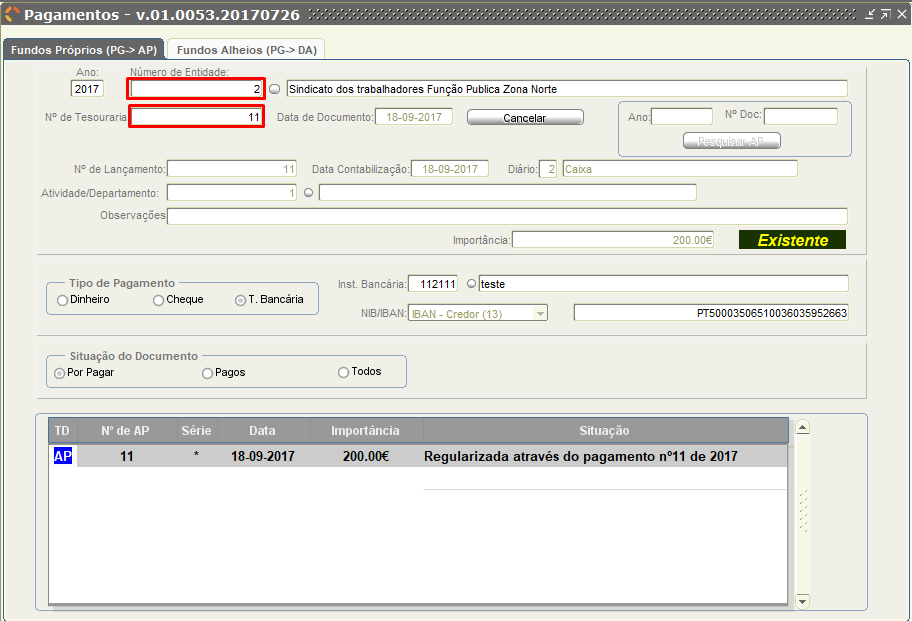 Pagamentos - v.01.0053.20170726
Fundos Próprios (PG-> AP) Fundos Alheios (PG-> DA)
Ano: Número de Entidade:
2017 2 Sindicato dos trabalhadores Função Publica Zona Norte
Nº de Tesouraria 11 Data de Documento: 18-09-2017 Cancelar Ano: Nº Doc:
Pesquisar AP
Nº de Lançamento: 11 Data Contabilização: 18-09-2017 Diário: 2 Caixa
Atividade/Departamento: 1
Observações
Importância: 200.00€ Existente
Tipo de Pagamento
Dinheiro Cheque T. Bancária
Inst. Bancária: 112111 teste
NIB/IBAN: IBAN - Credor (13) PT50003506510036035952663
Situação do Documento
Por Pagar Pagos Todos
TD Nº de AP Série Data Importância Situação
AP 11 * 18-09-2017 200.00€ Regularizada através do pagamento nº11 de 2017